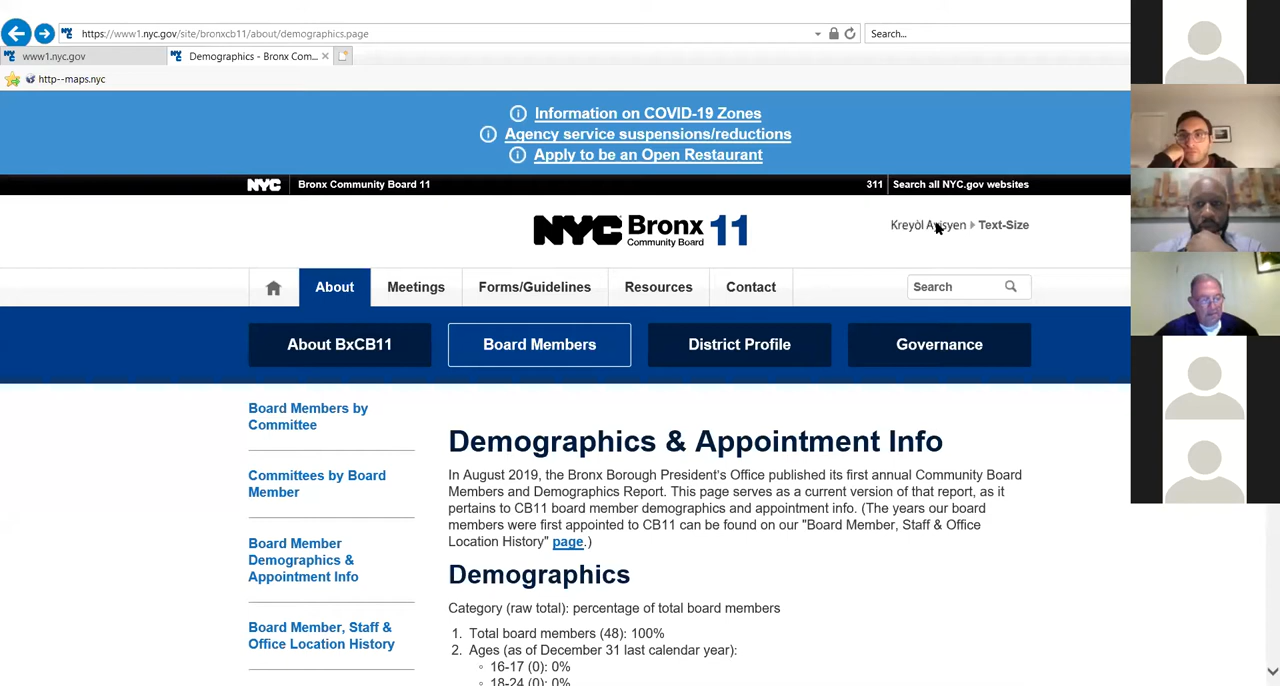 https://www1.nyc.gov/site/bronxcb11/about/demographics.page
Search...
www1.nyc.gov
Demographics - Bronx Com...
http--maps.nyc
Information on COVID-19 Zones
Agency service suspensions/reductions
Apply to be an Open Restaurant
NYC Bronx Community Board 11
311 Search all NYC.gov websites
NYC Bronx 11
Community Board
Kreyòl Ayisyen Text-Size
About Meetings Forms/Guidelines Resources Contact Search
About BxCB11 Board Members District Profile Governance
Board Members by
Committee
Committees by Board
Member
Board Member
Demographics &
Appointment Info
Board Member, Staff &
Office Location History
Demographics & Appointment Info
In August 2019, the Bronx Borough President's Office published its first annual Community Board
Members and Demographics Report. This page serves as a current version of that report, as it
pertains to CB11 board member demographics and appointment info. (The years our board
members were first appointed to CB11 can be found on our "Board Member, Staff & Office
Location History" page.)
Demographics
Category (raw total): percentage of total board members
1. Total board members (48): 100%
2. Ages (as of December 31 last calendar year):
16-17 (0): 0%
18-24 (0): 0%